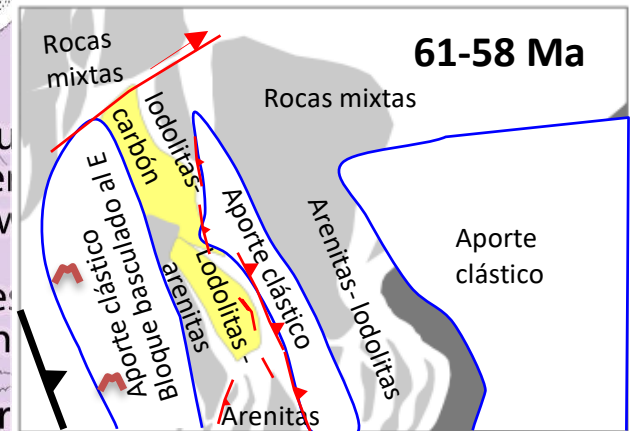 61-58 Ma
Rocas
mixtas
Rocas mixtas
lodolitas-
carbón
Aporte clástico
Bloque basculado al E
arenitas
Lodolitas -
Aporte clástico
Arenitas- lodolitas
Aporte
clástico
Arenitas